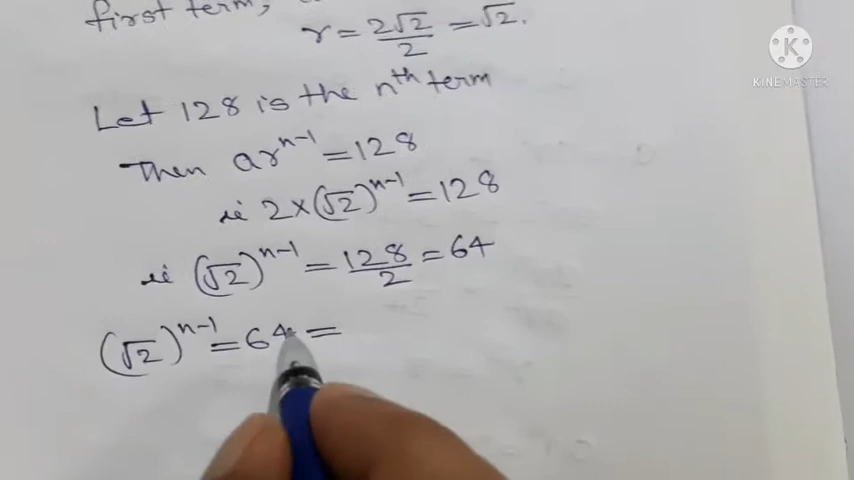 first term,
r = 2√2/2 = √2.
K
KINEMASTER
Let 128 is the nth term
Then ar^(n-1) = 128
ie 2×(√2)^(n-1) = 128
ie (√2)^(n-1) = 128/2 = 64
(√2)^(n-1) = 64 =